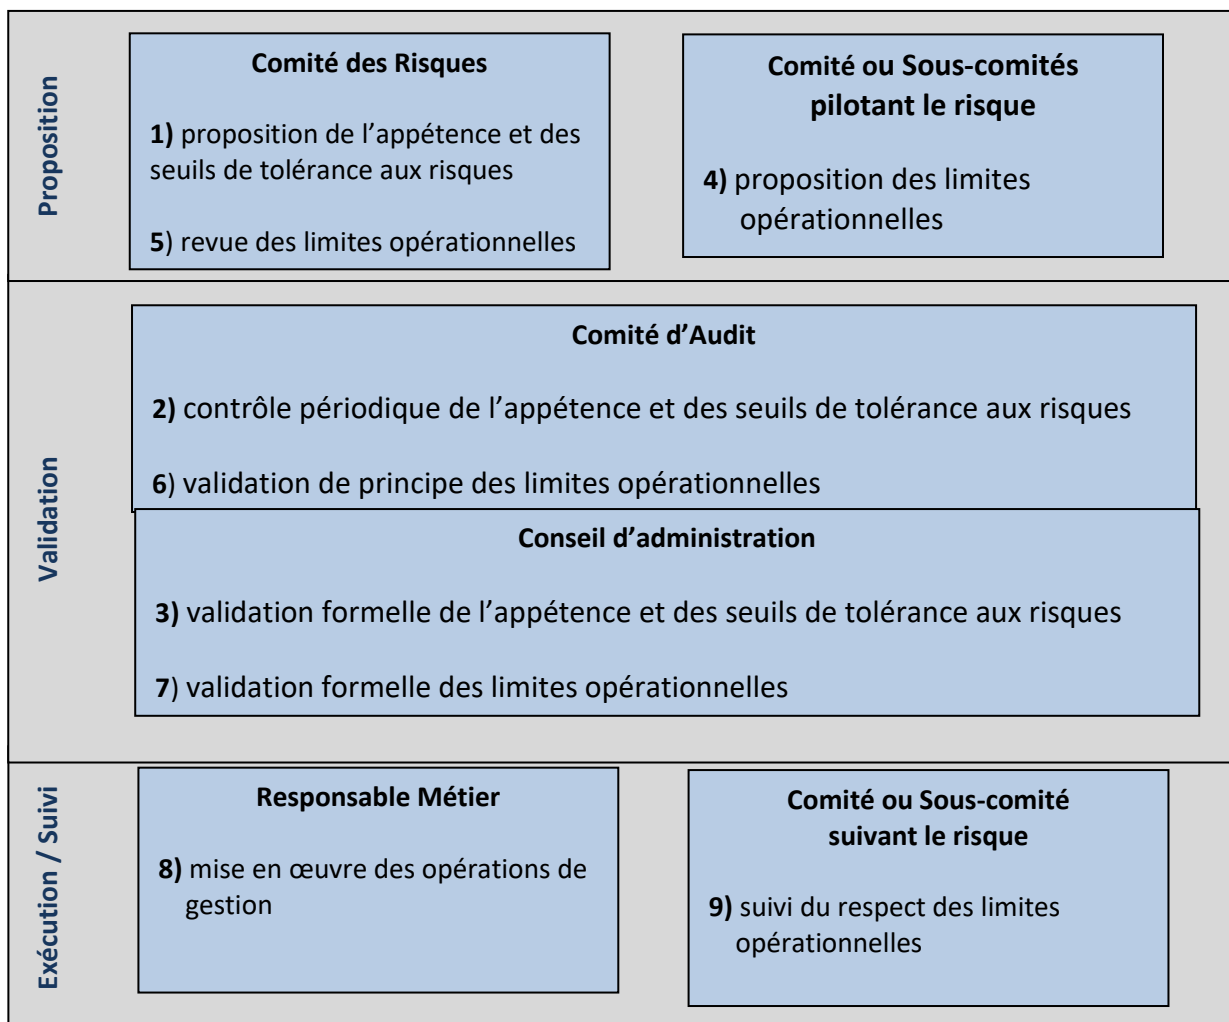 Proposition
Comité des Risques
1) proposition de l’appétence et des
seuils de tolérance aux risques
5) revue des limites opérationnelles
Comité ou Sous-comités
pilotant le risque
4) proposition des limites
opérationnelles
Validation
Comité d’Audit
2) contrôle périodique de l’appétence et des seuils de tolérance aux risques
6) validation de principe des limites opérationnelles
Conseil d’administration
3) validation formelle de l’appétence et des seuils de tolérance aux risques
7) validation formelle des limites opérationnelles
Exécution / Suivi
Responsable Métier
8) mise en œuvre des opérations de
gestion
Comité ou Sous-comité
suivant le risque
9) suivi du respect des limites
opérationnelles